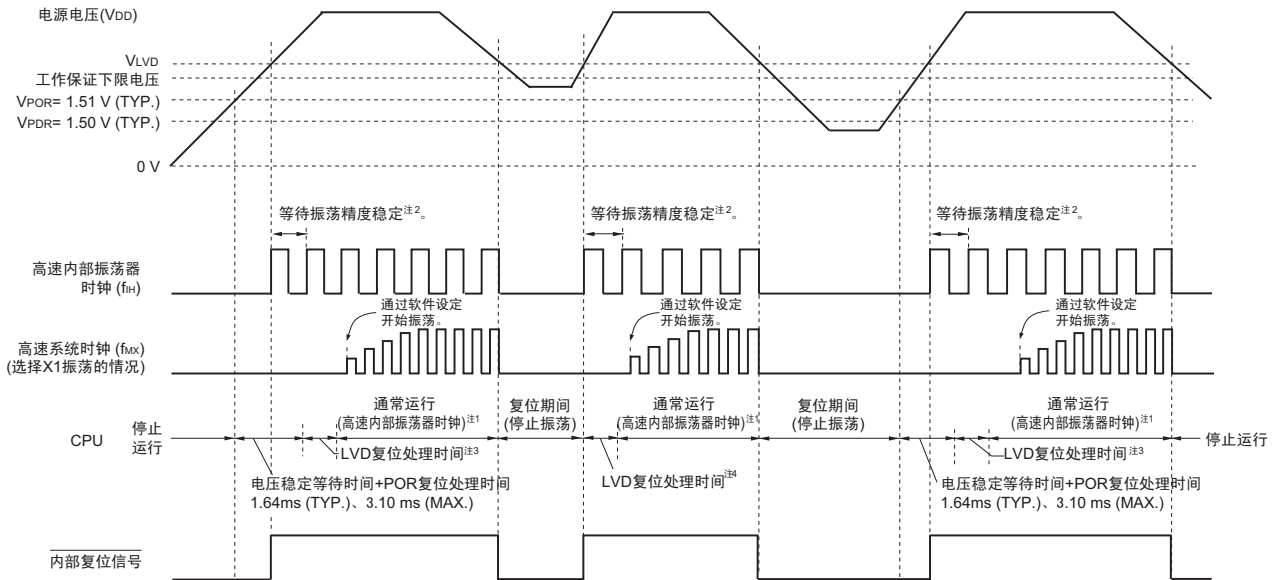 电源电压(VDD)
VLVD
工作保证下限电压
VPOR= 1.51 V (TYP.)
VPDR= 1.50 V (TYP.)
0 V
等待振荡精度稳定注2。
等待振荡精度稳定注2。
等待振荡精度稳定注2。
高速内部振荡器
时钟 (fIH)
通过软件设定
开始振荡。
通过软件设定
开始振荡。
通过软件设定
开始振荡。
高速系统时钟 (fMX)
(选择X1振荡的情况)
CPU
停止
运行
通常运行
(高速内部振荡器时钟)注1
复位期间
(停止振荡)
通常运行
(高速内部振荡器时钟)注1
复位期间
(停止振荡)
通常运行
(高速内部振荡器时钟)注1
停止运行
LVD复位处理时间注3
电压稳定等待时间+POR复位处理时间
1.64ms (TYP.)、3.10 ms (MAX.)
LVD复位处理时间注4
LVD复位处理时间注3
电压稳定等待时间+POR复位处理时间
1.64ms (TYP.)、3.10 ms (MAX.)
内部复位信号